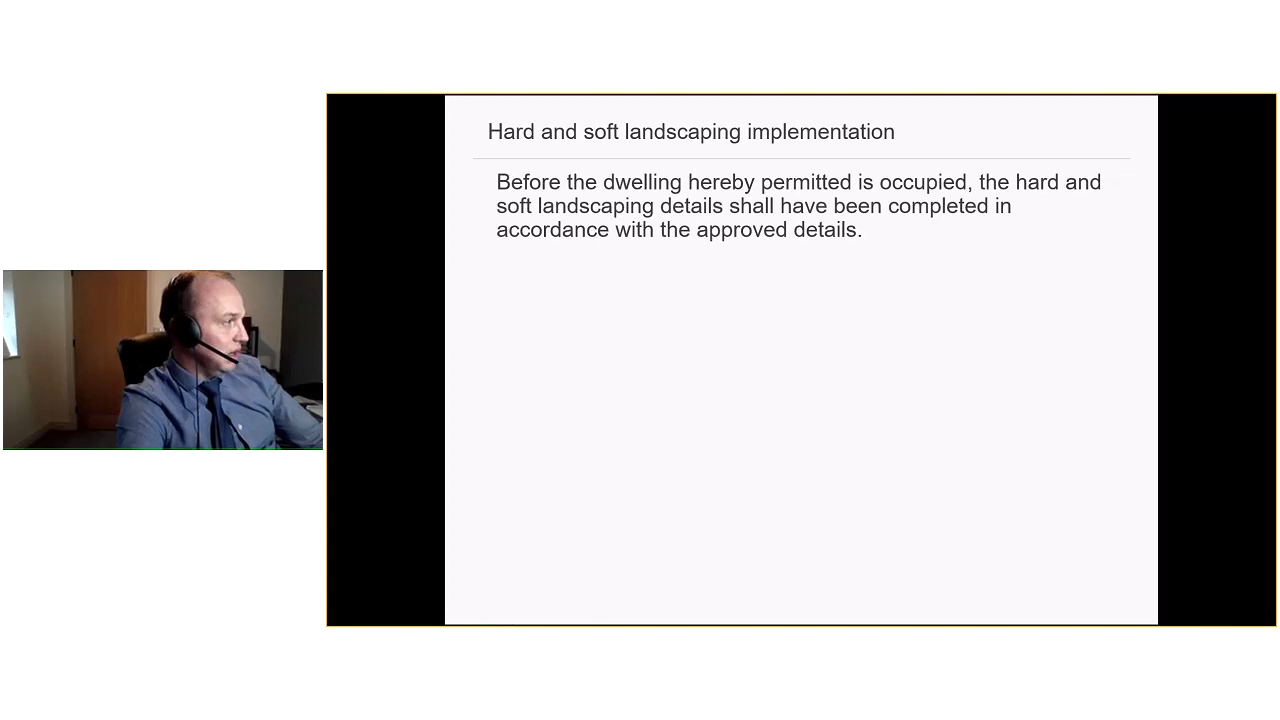 Hard and soft landscaping implementation
Before the dwelling hereby permitted is occupied, the hard and
soft landscaping details shall have been completed in
accordance with the approved details.